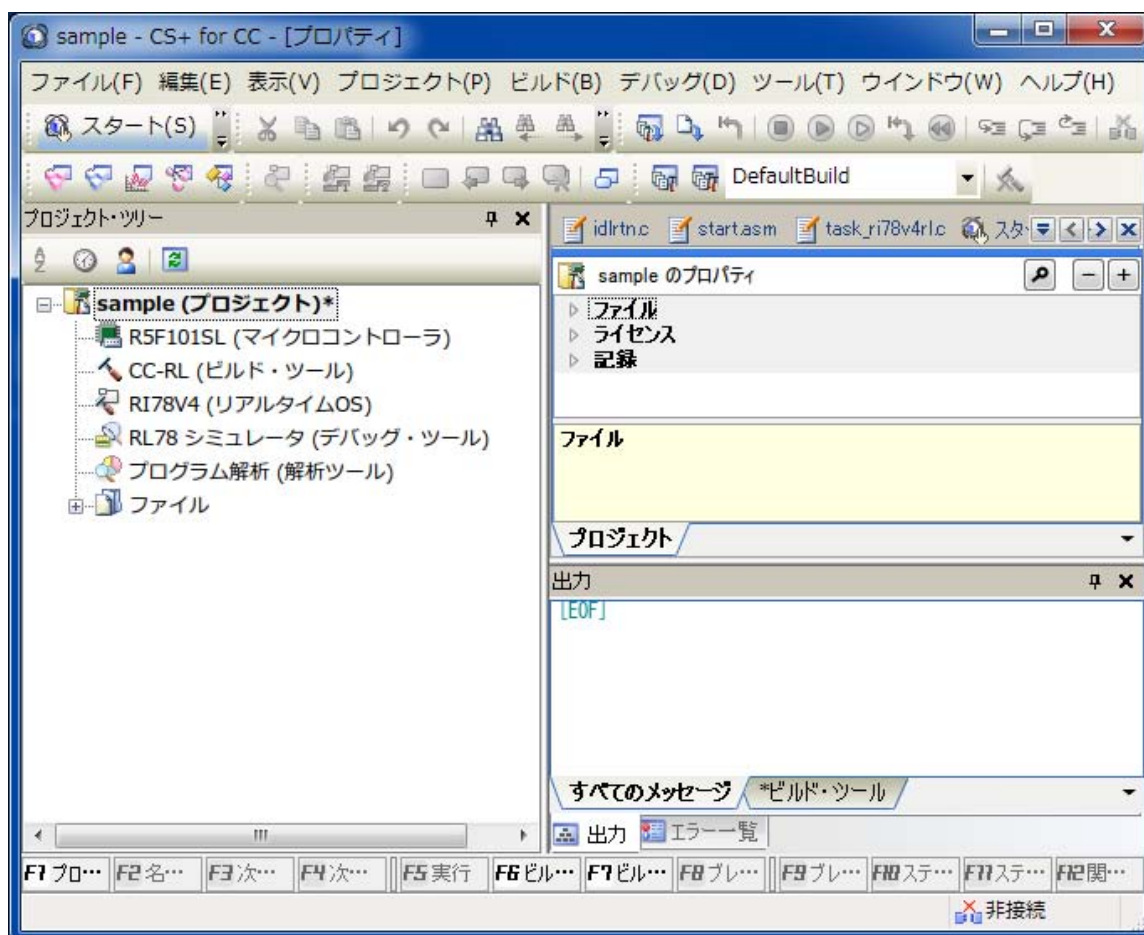 sample - CS+ for CC - [プロパティ]
ファイル(F) 編集(E) 表示(V) プロジェクト(P) ビルド(B) デバッグ(D) ツール(T) ウインドウ(W) ヘルプ(H)
スタート(S)
DefaultBuild
プロジェクト・ツリー
sample (プロジェクト)*
R5F101SL (マイクロコントローラ)
CC-RL (ビルド・ツール)
RI78V4 (リアルタイムOS)
RL78 シミュレータ (デバッグ・ツール)
プログラム解析 (解析ツール)
ファイル
idlrtn.c start.asm task_ri78v4rl.c スター
sample のプロパティ
ファイル
ライセンス
記録
ファイル
プロジェクト
出力
[EOF]
すべてのメッセージ *ビルド・ツール
出力 エラー一覧
F1 プロ… F2 名… F3 次… F4 次… F5 実行 F6 ビル… F7 ビル… F8 ブレ… F9 ブレ… F10 ステ… F11 ステ… F12 関…
非接続